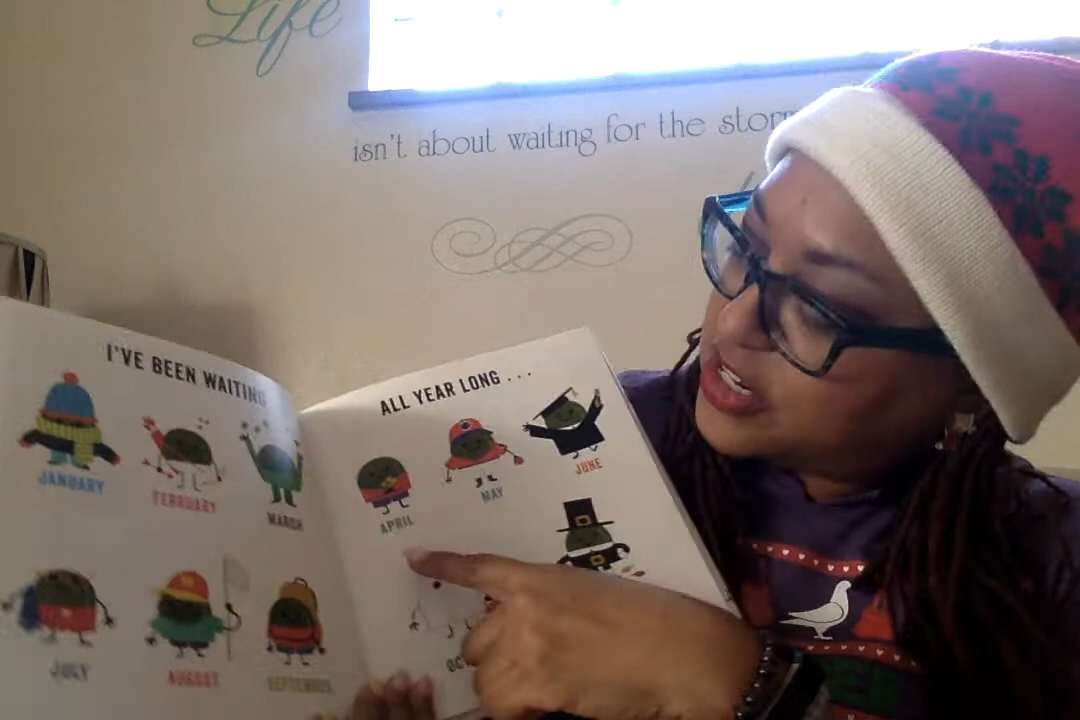 Life
isn't about waiting for the storm
I'VE BEEN WAITING
JANUARY
FEBRUARY
MARCH
JULY
AUGUST
SEPTEMBER
ALL YEAR LONG...
APRIL
MAY
JUNE